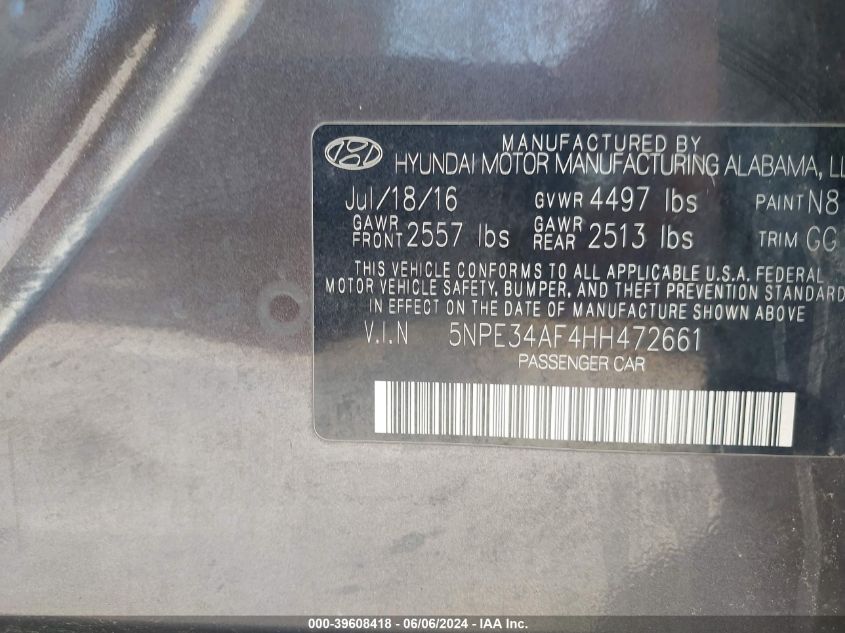 MANUFACTURED BY
HYUNDAI MOTOR MANUFACTURING ALABAMA,
Jul/18/16 GVWR 4497 lbs PAINT N8
GAWR FRONT 2557 lbs GAWR REAR 2513 lbs TRIM GG
THIS VEHICLE CONFORMS TO ALL APPLICABLE U.S.A. FEDERAL
MOTOR VEHICLE SAFETY, BUMPER, AND THEFT PREVENTION STANDARD
IN EFFECT ON THE DATE OF MANUFACTURE SHOWN ABOVE
V.I.N 5NPE34AF4HH472661
PASSENGER CAR
000-39608418 - 06/06/2024 - IAA Inc.